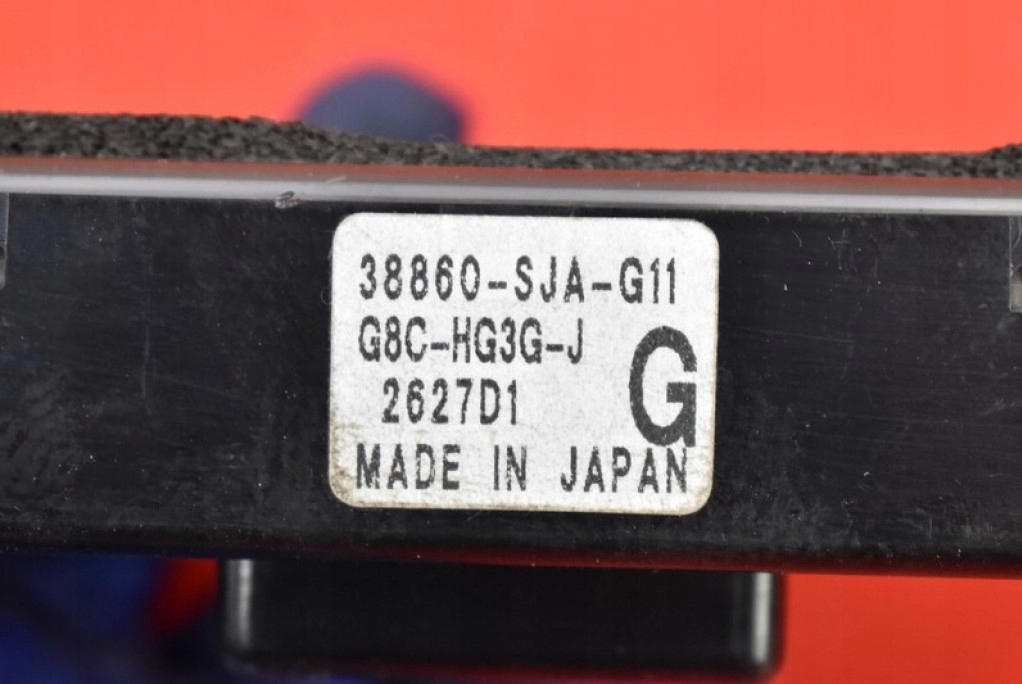 38860-SJA-G11
G8C-HG3G-J
G
2627D1
MADE IN JAPAN